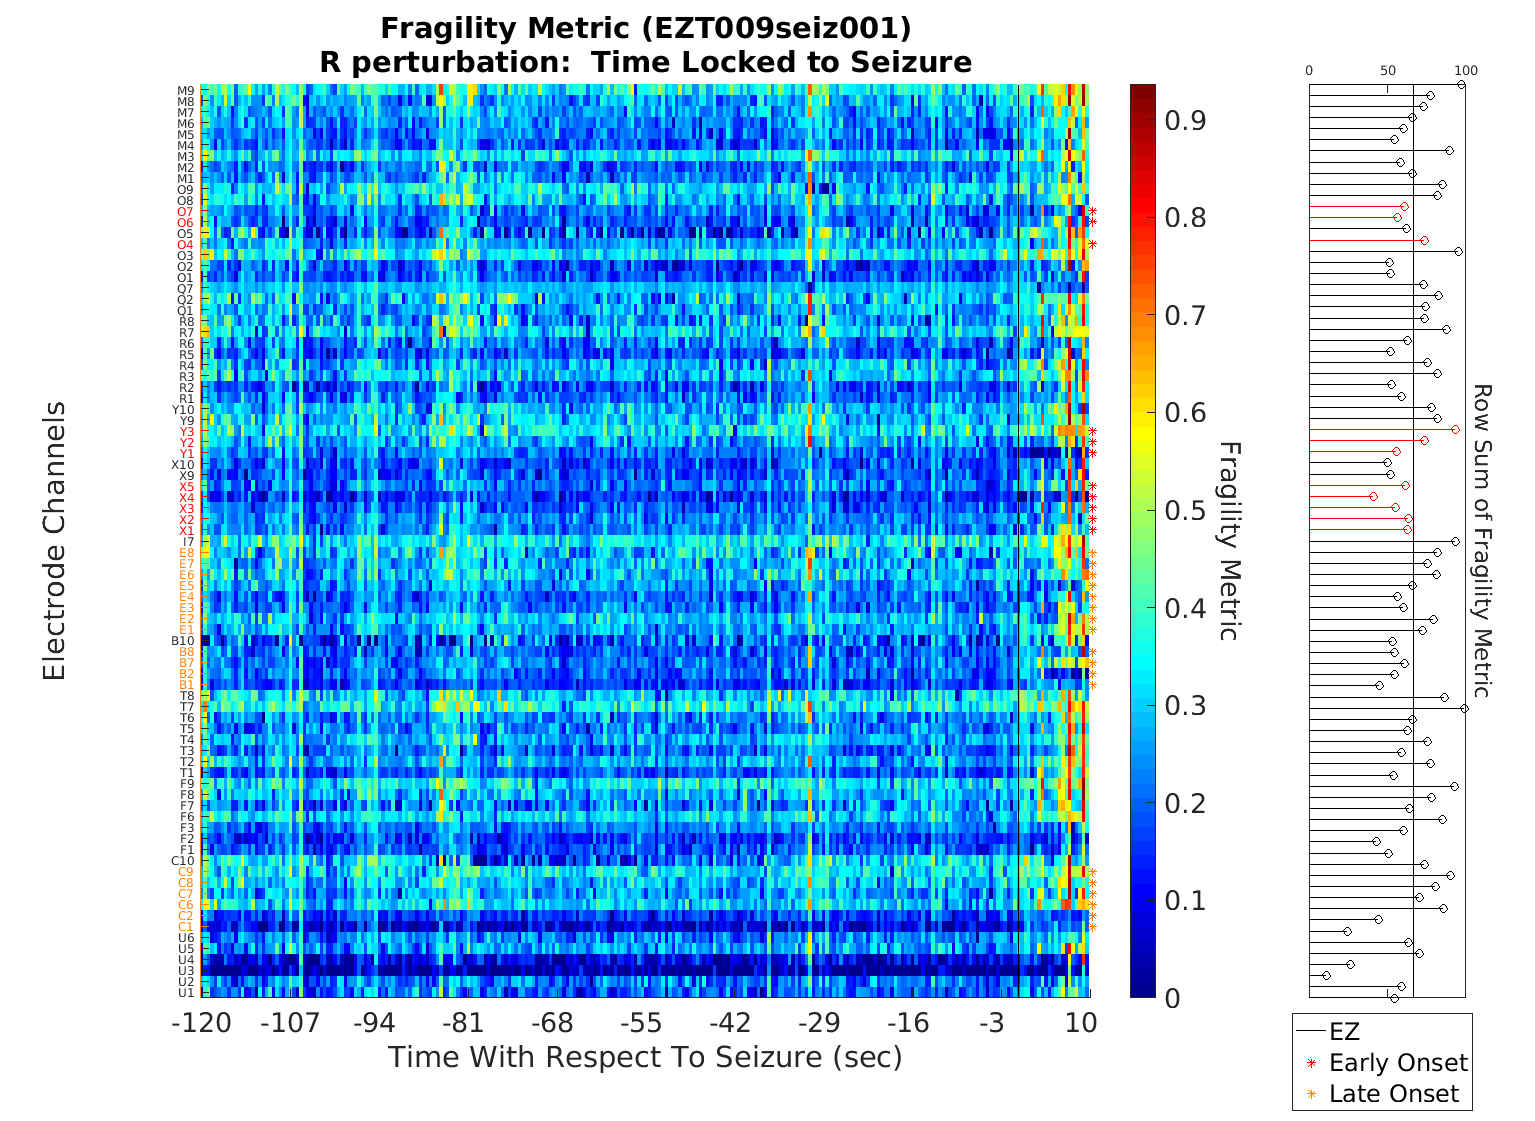 Fragility Metric (EZT009seiz001)
R perturbation:  Time Locked to Seizure
Electrode Channels
M9
M8
M7
M6
M5
M4
M3
M2
M1
O9
O8
O7
O6
O5
O4
O3
O2
O1
Q7
Q2
Q1
R8
R7
R6
R5
R4
R3
R2
R1
Y10
Y9
Y3
Y2
Y1
X10
X9
X5
X4
X3
X2
X1
I7
E8
E7
E6
E5
E4
E3
E2
E1
B10
B8
B7
B2
B1
T8
T7
T6
T5
T4
T3
T2
T1
F9
F8
F7
F6
F3
F2
F1
C10
C9
C8
C7
C6
C2
C1
U6
U5
U4
U3
U2
U1
-120 -107 -94 -81 -68 -55 -42 -29 -16 -3 10
Time With Respect To Seizure (sec)
0.9
0.8
0.7
0.6
0.5
0.4
0.3
0.2
0.1
0
Fragility Metric
0 50 100
Row Sum of Fragility Metric
EZ
Early Onset
Late Onset